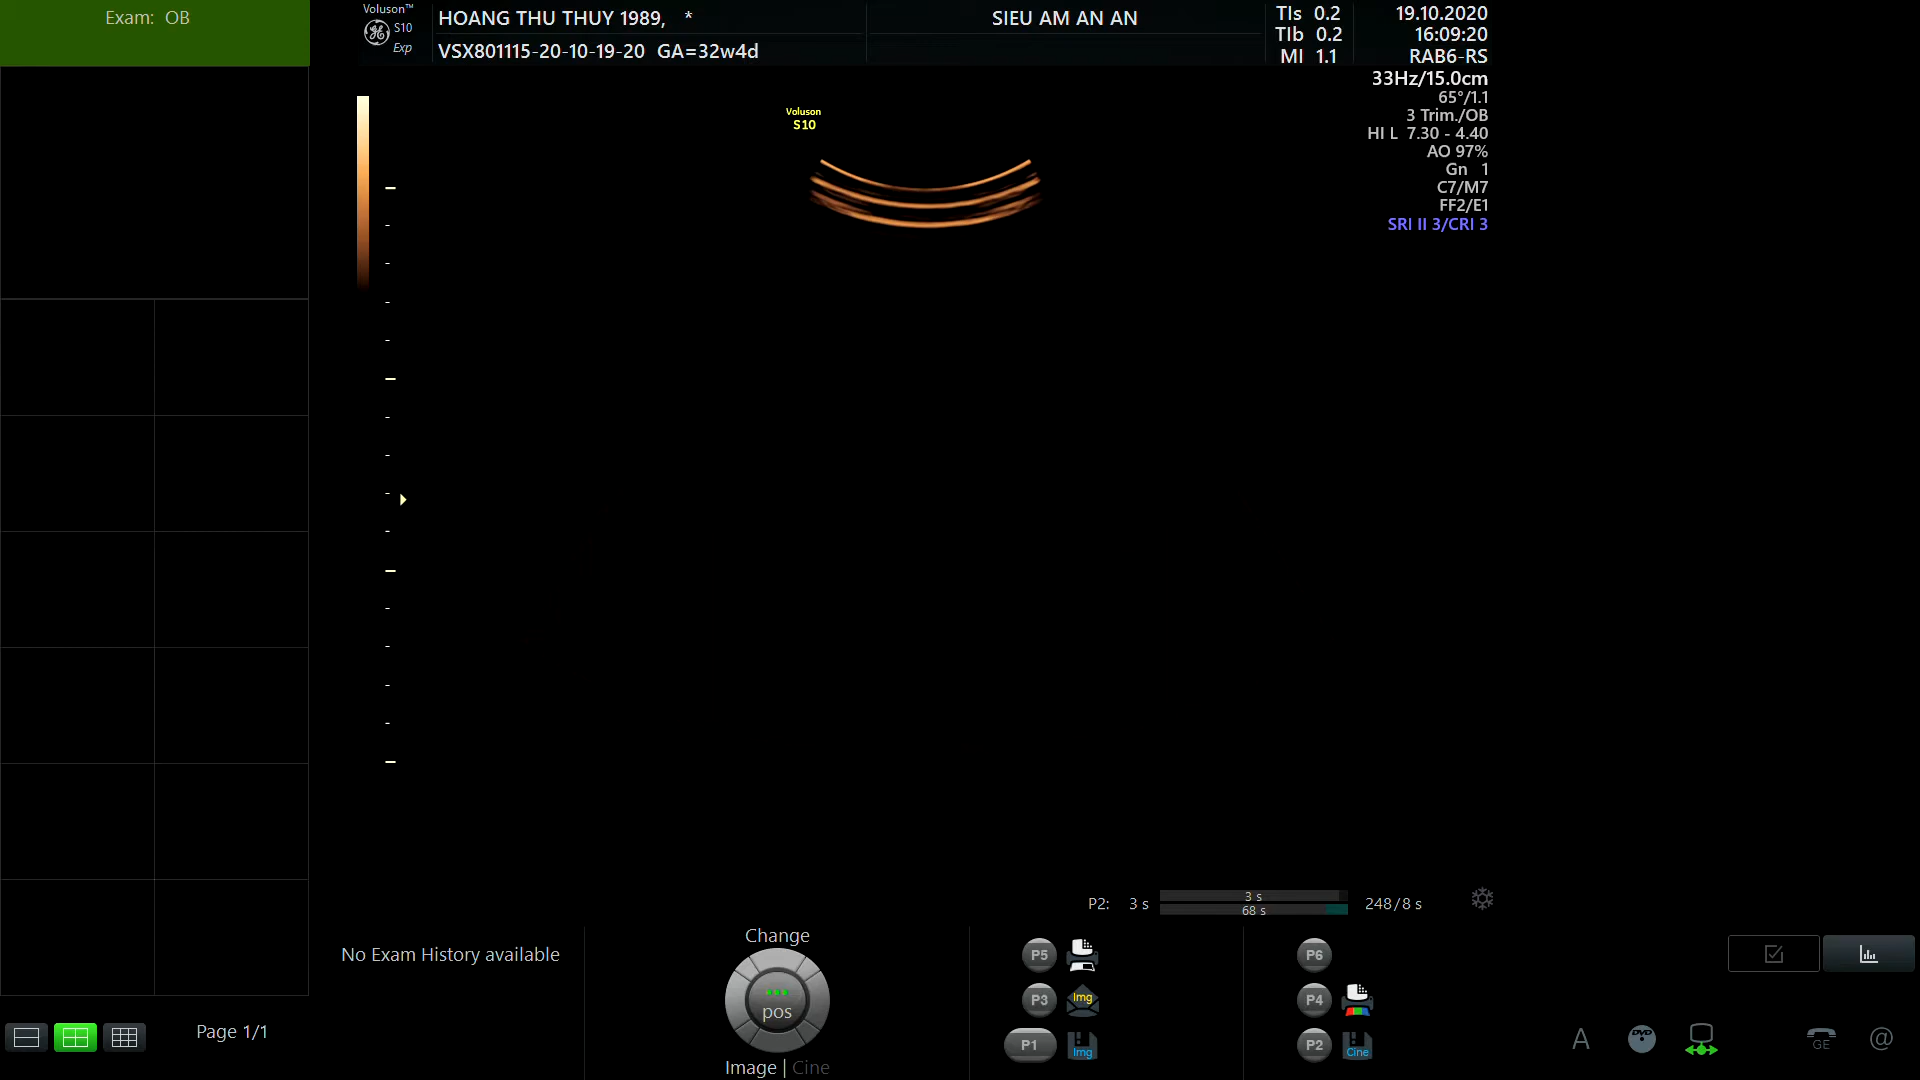 Exam: OB
Voluson™
S10
Exp
HOANG THU THUY 1989, *
VSX801115-20-10-19-20 GA=32w4d
SIEU AM AN AN
TIs 0.2
TIb 0.2
MI 1.1
19.10.2020
16:09:20
RAB6-RS
33Hz/15.0cm
65°/1.1
3 Trim./OB
HI L 7.30 - 4.40
AO 97%
Gn 1
C7/M7
FF2/E1
SRI II 3/CRI 3
Voluson
S10
P2: 3 s
3 s
68 s
248/8 s
No Exam History available
Change
pos
Image | Cine
P5
P3 Img
P1 Img
P6
P4
P2 Cine
Page 1/1
A
DVD
GE
@